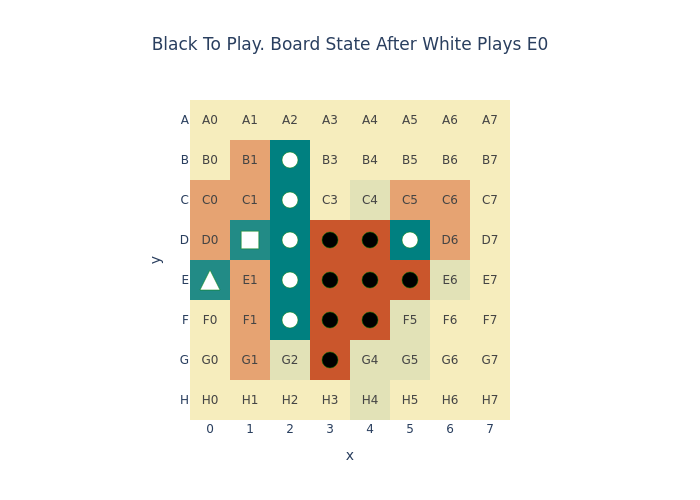 Black To Play. Board State After White Plays E0
A A0 A1 A2 A3 A4 A5 A6 A7
B B0 B1 B3 B4 B5 B6 B7
C C0 C1 C3 C4 C5 C6 C7
D D0 D6 D7
y
E E1 E6 E7
F F0 F1 F5 F6 F7
G G0 G1 G2 G4 G5 G6 G7
H H0 H1 H2 H3 H4 H5 H6 H7
0 1 2 3 4 5 6 7
x